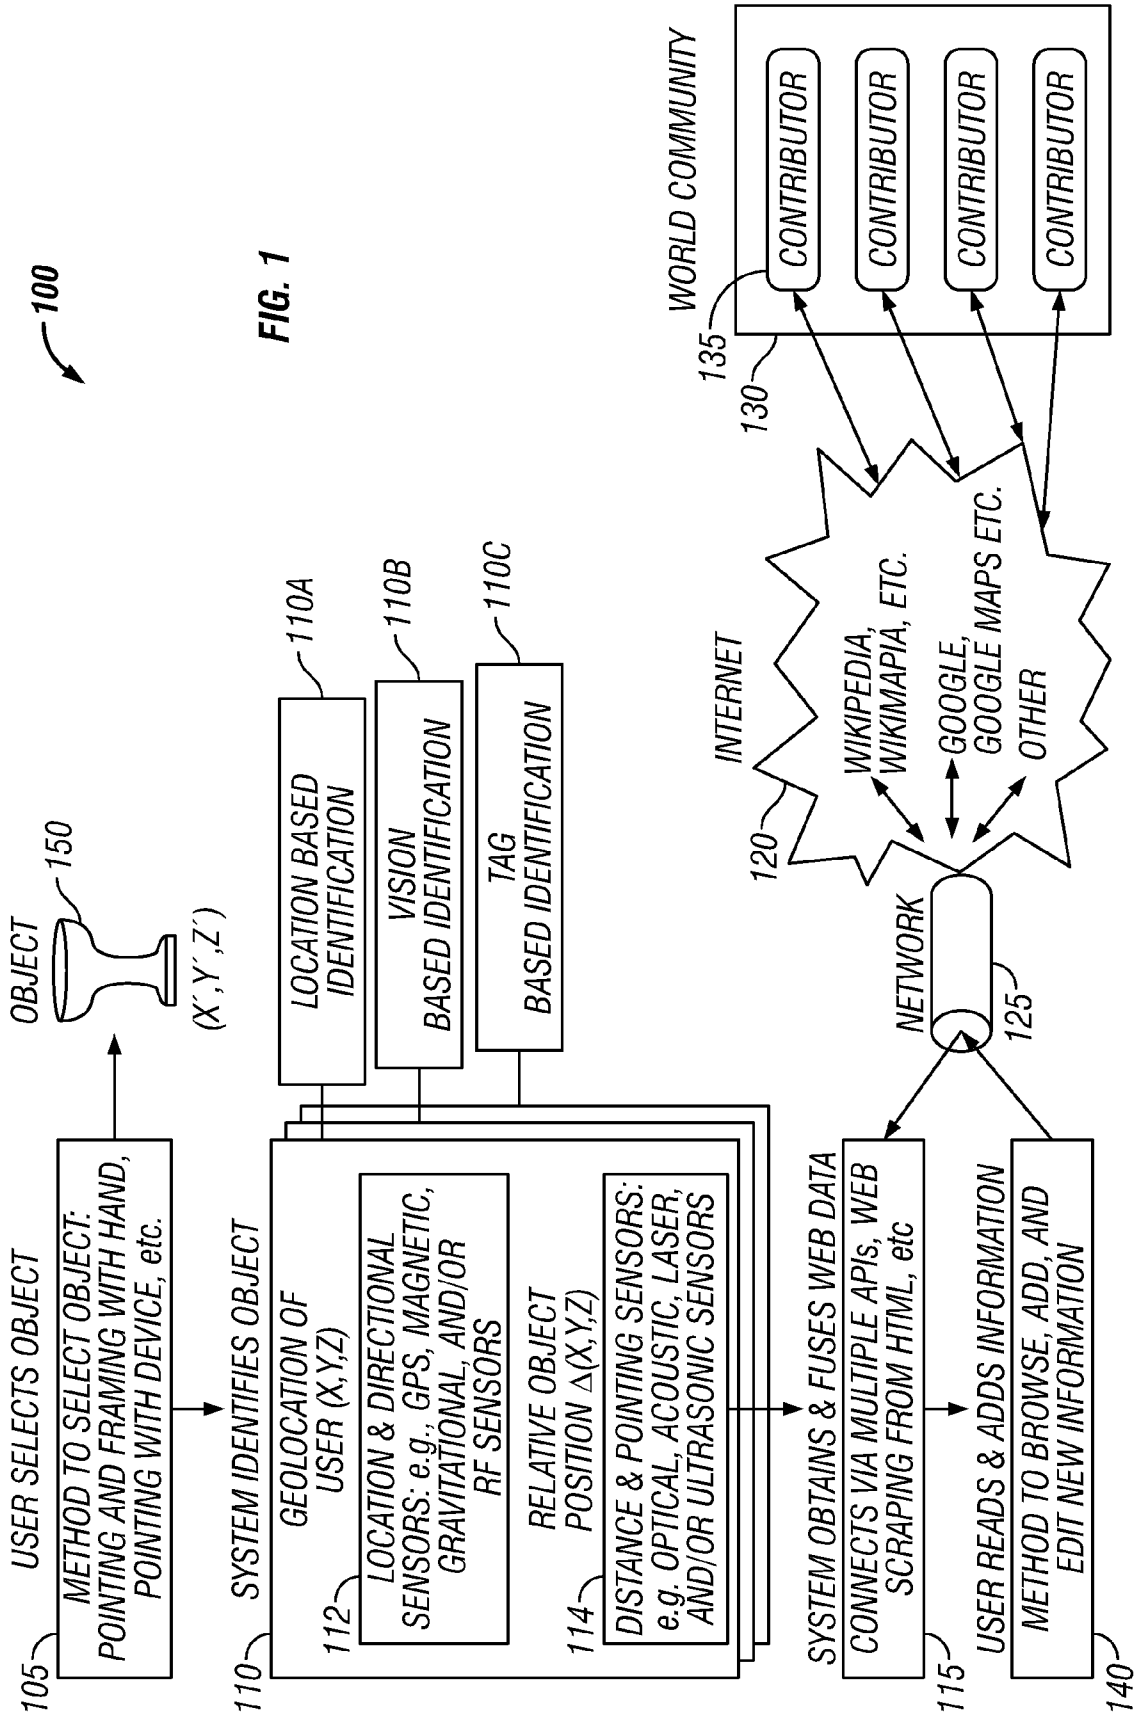 100
FIG. 1
USER SELECTS OBJECT
105
METHOD TO SELECT OBJECT:
POINTING AND FRAMING WITH HAND,
POINTING WITH DEVICE, etc.
OBJECT
150
(X´,Y´,Z´)
SYSTEM IDENTIFIES OBJECT
110
GEOLOCATION OF
USER (X,Y,Z)
112
LOCATION & DIRECTIONAL
SENSORS: e.g., GPS, MAGNETIC,
GRAVITATIONAL, AND/OR
RF SENSORS
RELATIVE OBJECT
POSITION Δ(X,Y,Z)
114
DISTANCE & POINTING SENSORS:
e.g. OPTICAL, ACOUSTIC, LASER,
AND/OR ULTRASONIC SENSORS
LOCATION BASED
IDENTIFICATION
110A
VISION
BASED IDENTIFICATION
110B
TAG
BASED IDENTIFICATION
110C
SYSTEM OBTAINS & FUSES WEB DATA
115
CONNECTS VIA MULTIPLE APIs, WEB
SCRAPING FROM HTML, etc
USER READS & ADDS INFORMATION
140
METHOD TO BROWSE, ADD, AND
EDIT NEW INFORMATION
NETWORK
125
INTERNET
120
WIKIPEDIA,
WIKIMAPIA, ETC.
GOOGLE,
GOOGLE MAPS ETC.
OTHER
WORLD COMMUNITY
130
135
CONTRIBUTOR
CONTRIBUTOR
CONTRIBUTOR
CONTRIBUTOR